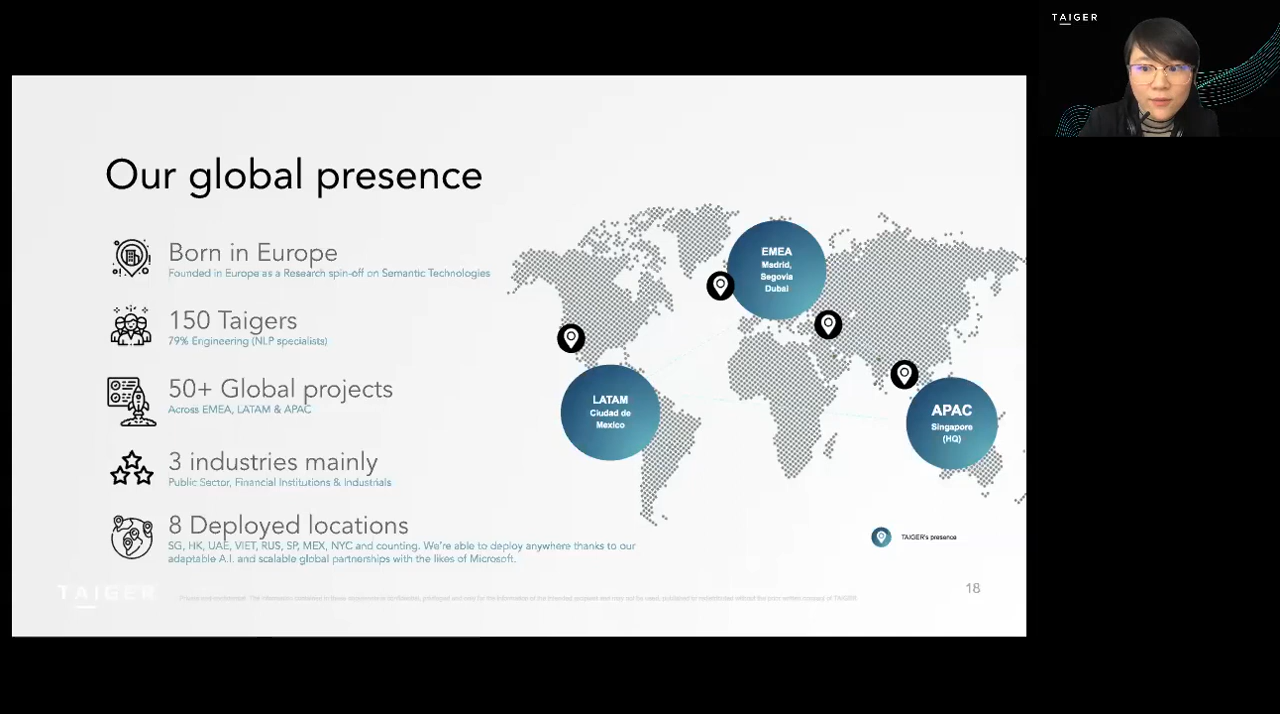 TAIGER
Our global presence
Born in Europe
Founded in Europe as a Research spin-off on Semantic Technologies
150 Taigers
79% Engineering (NLP specialists)
50+ Global projects
Across EMEA, LATAM & APAC
3 industries mainly
Public Sector, Financial Institutions & Industrials
8 Deployed locations
SG, HK, UAE, VIET, RUS, SP, MEX, NYC and counting. We're able to deploy anywhere thanks to our
adaptable A.I. and scalable global partnerships with the likes of Microsoft.
EMEA
Madrid,
Segovia
Dubai
LATAM
Ciudad de
Mexico
APAC
Singapore
(HQ)
TAIGER's presence
TAIGER
18